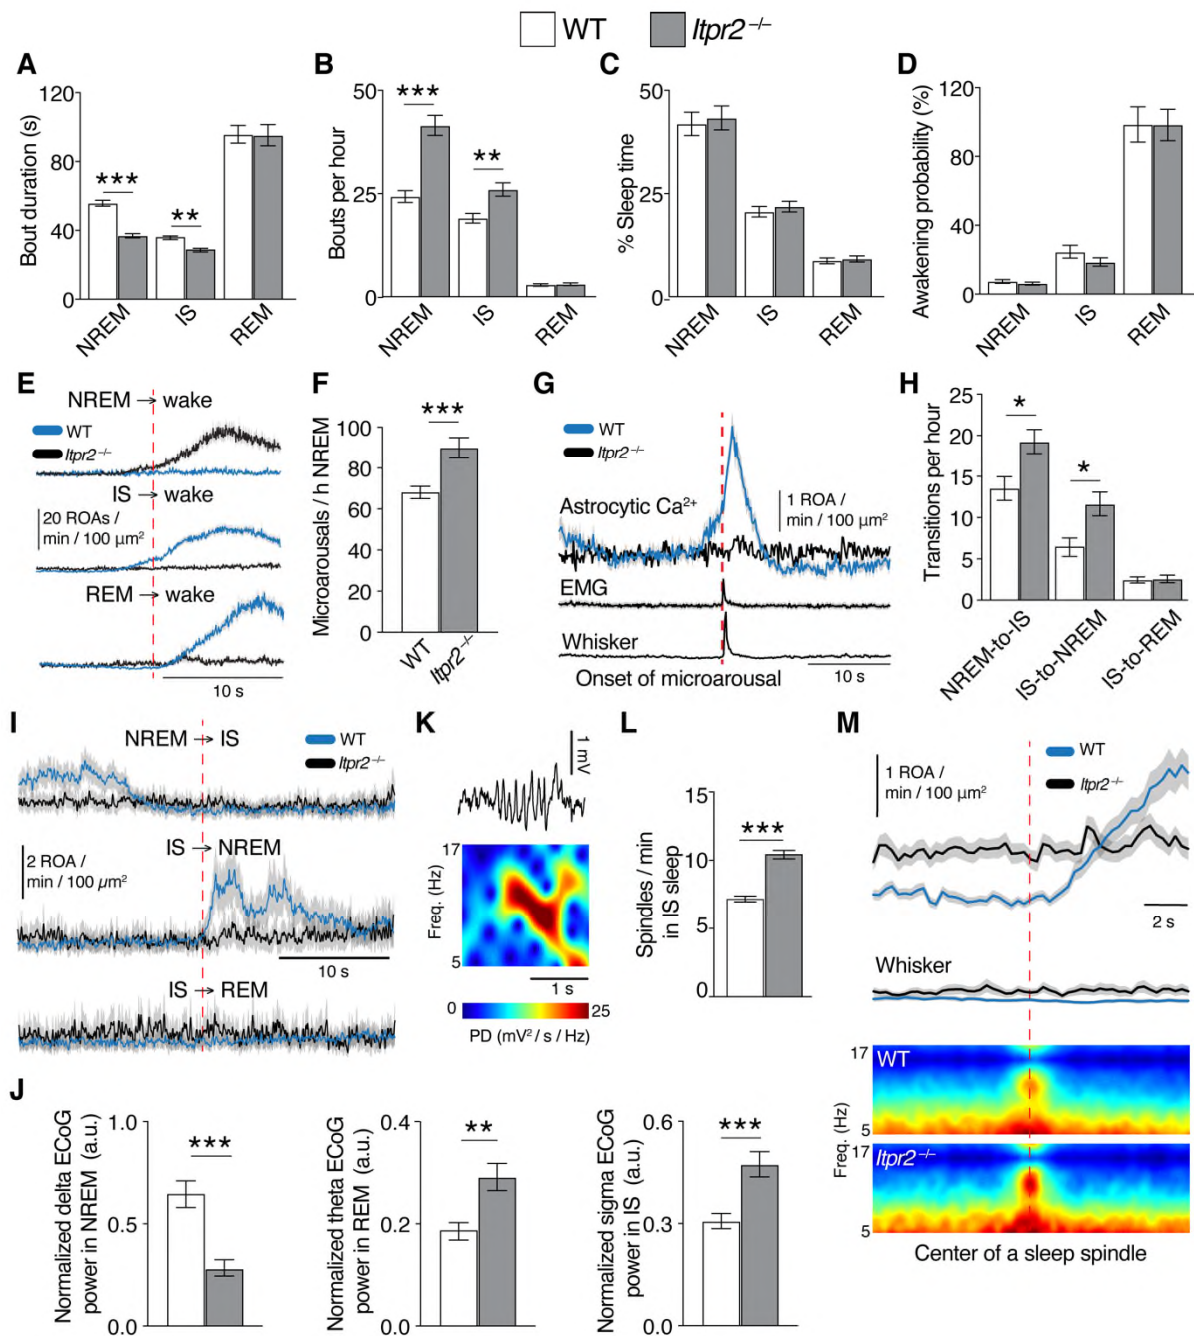 WT
Itpr2⁻/⁻
A
Bout duration (s)
120
80
40
0
***
**
NREM
IS
REM
B
Bouts per hour
50
25
0
***
**
NREM
IS
REM
C
% Sleep time
50
25
0
NREM
IS
REM
D
Awakening probability (%)
120
80
40
0
NREM
IS
REM
E
NREM → wake
WT
Itpr2⁻/⁻
IS → wake
20 ROAs /
min / 100 µm²
REM → wake
10 s
F
Microarousals / h NREM
100
80
60
40
20
0
***
WT
Itpr2⁻/⁻
G
WT
Itpr2⁻/⁻
Astrocytic Ca²⁺
1 ROA /
min / 100 µm²
EMG
Whisker
Onset of microarousal
10 s
H
Transitions per hour
25
20
15
10
5
0
*
*
NREM-to-IS
IS-to-NREM
IS-to-REM
I
NREM → IS
WT
Itpr2⁻/⁻
IS → NREM
2 ROA /
min / 100 µm²
10 s
IS → REM
K
1 mV
17
Freq. (Hz)
5
1 s
0
25
PD (mV² / s / Hz)
L
Spindles / min
in IS sleep
15
10
5
0
***
M
WT
Itpr2⁻/⁻
1 ROA /
min / 100 µm²
2 s
Whisker
17
WT
5
17
Itpr2⁻/⁻
Freq. (Hz)
5
Center of a sleep spindle
J
Normalized delta ECoG
power in NREM (a.u.)
1.0
0.5
0.0
***
Normalized theta ECoG
power in REM (a.u.)
0.4
0.2
0.0
**
Normalized sigma ECoG
power in IS (a.u.)
0.6
0.3
0.0
***